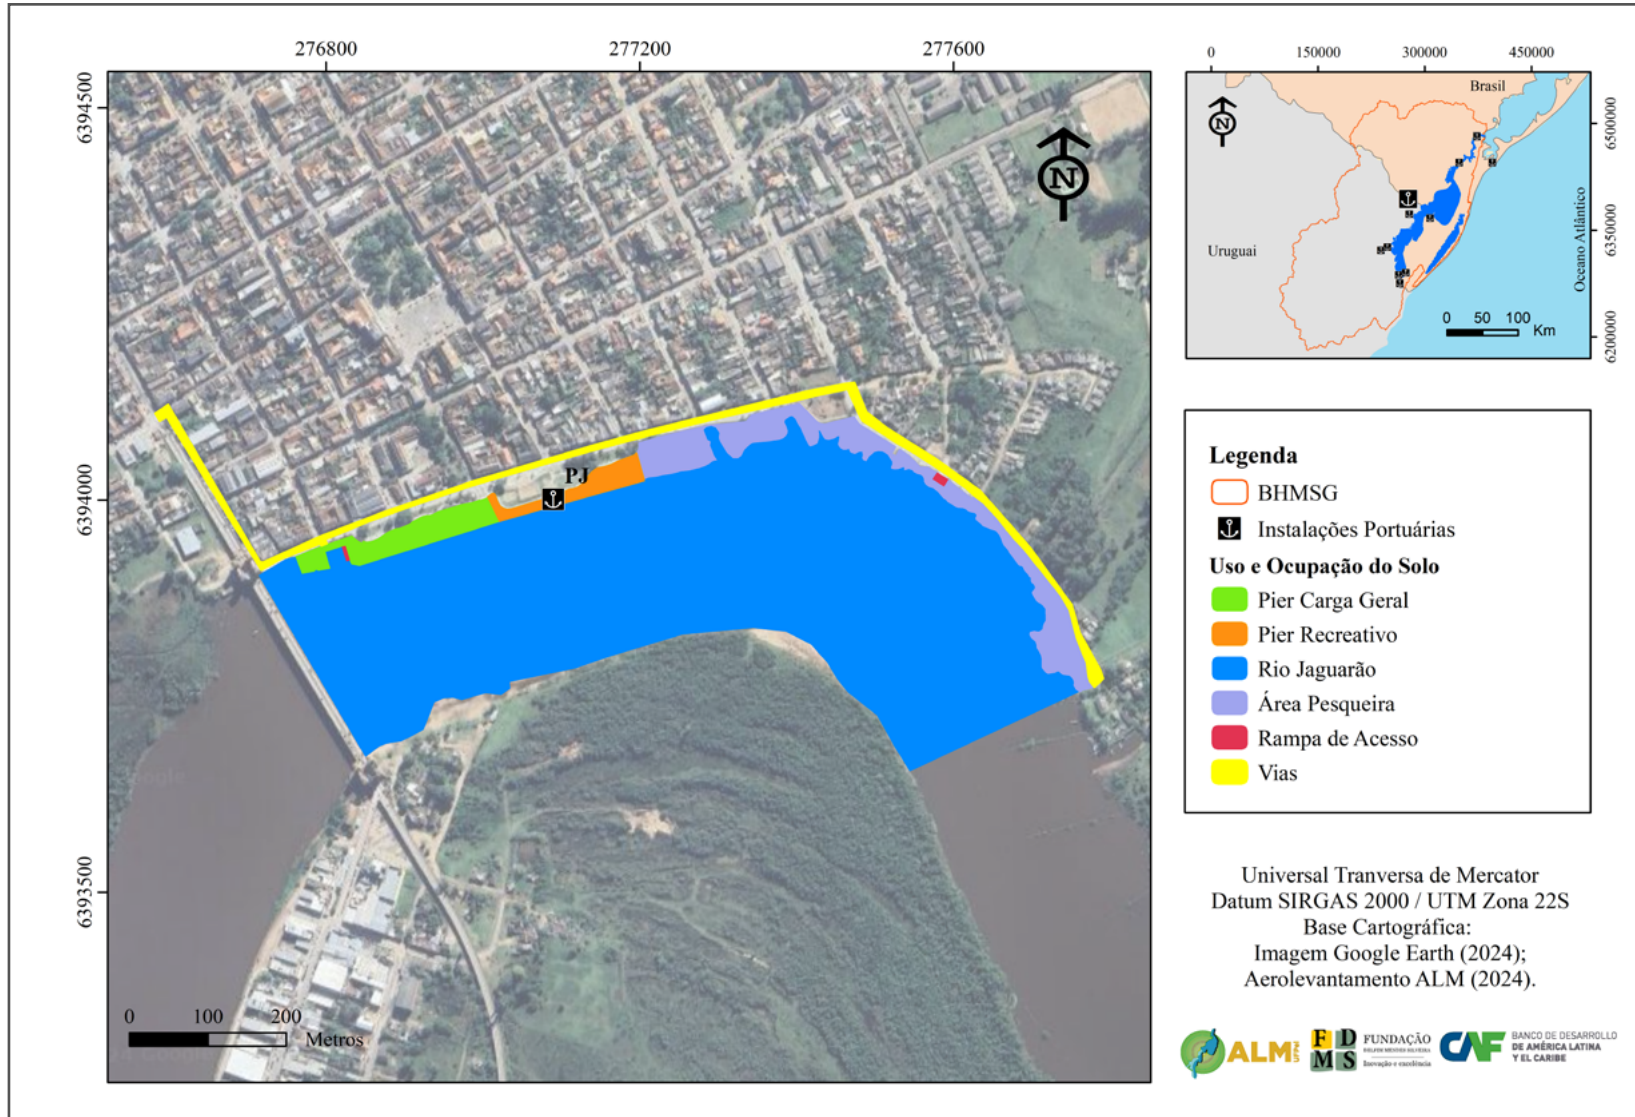 276800
277200
277600
6394500
6394000
6393500
N
PJ
0 100 200
Metros
0 150000 300000 450000
6500000
6350000
6200000
N
Brasil
Uruguai
Oceano Atlântico
0 50 100
Km
Legenda
BHMSG
Instalações Portuárias
Uso e Ocupação do Solo
Pier Carga Geral
Pier Recreativo
Rio Jaguarão
Área Pesqueira
Rampa de Acesso
Vias
Universal Tranversa de Mercator
Datum SIRGAS 2000 / UTM Zona 22S
Base Cartográfica:
Imagem Google Earth (2024);
Aerolevantamento ALM (2024).
ALM
F D
M S
FUNDAÇÃO
CAF
BANCO DE DESARROLLO
DE AMÉRICA LATINA
Y EL CARIBE